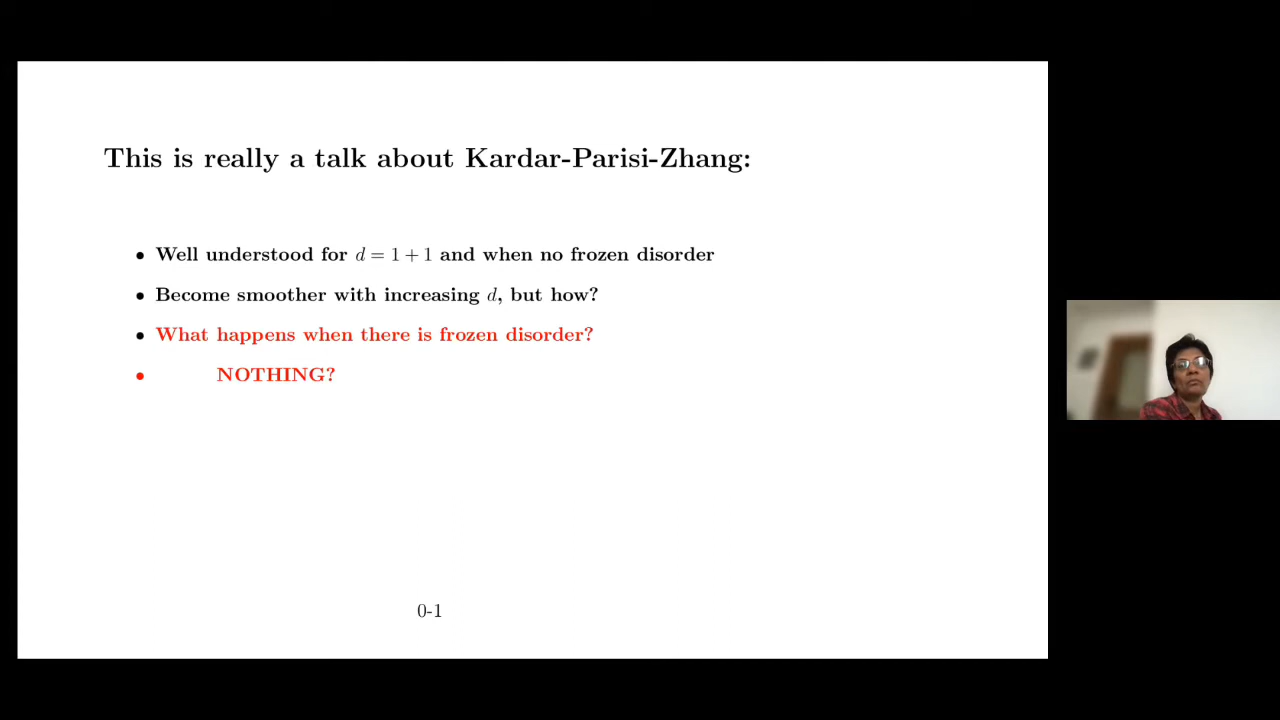 This is really a talk about Kardar-Parisi-Zhang:
• Well understood for d = 1 + 1 and when no frozen disorder
• Become smoother with increasing d, but how?
• What happens when there is frozen disorder?
• NOTHING?
0-1